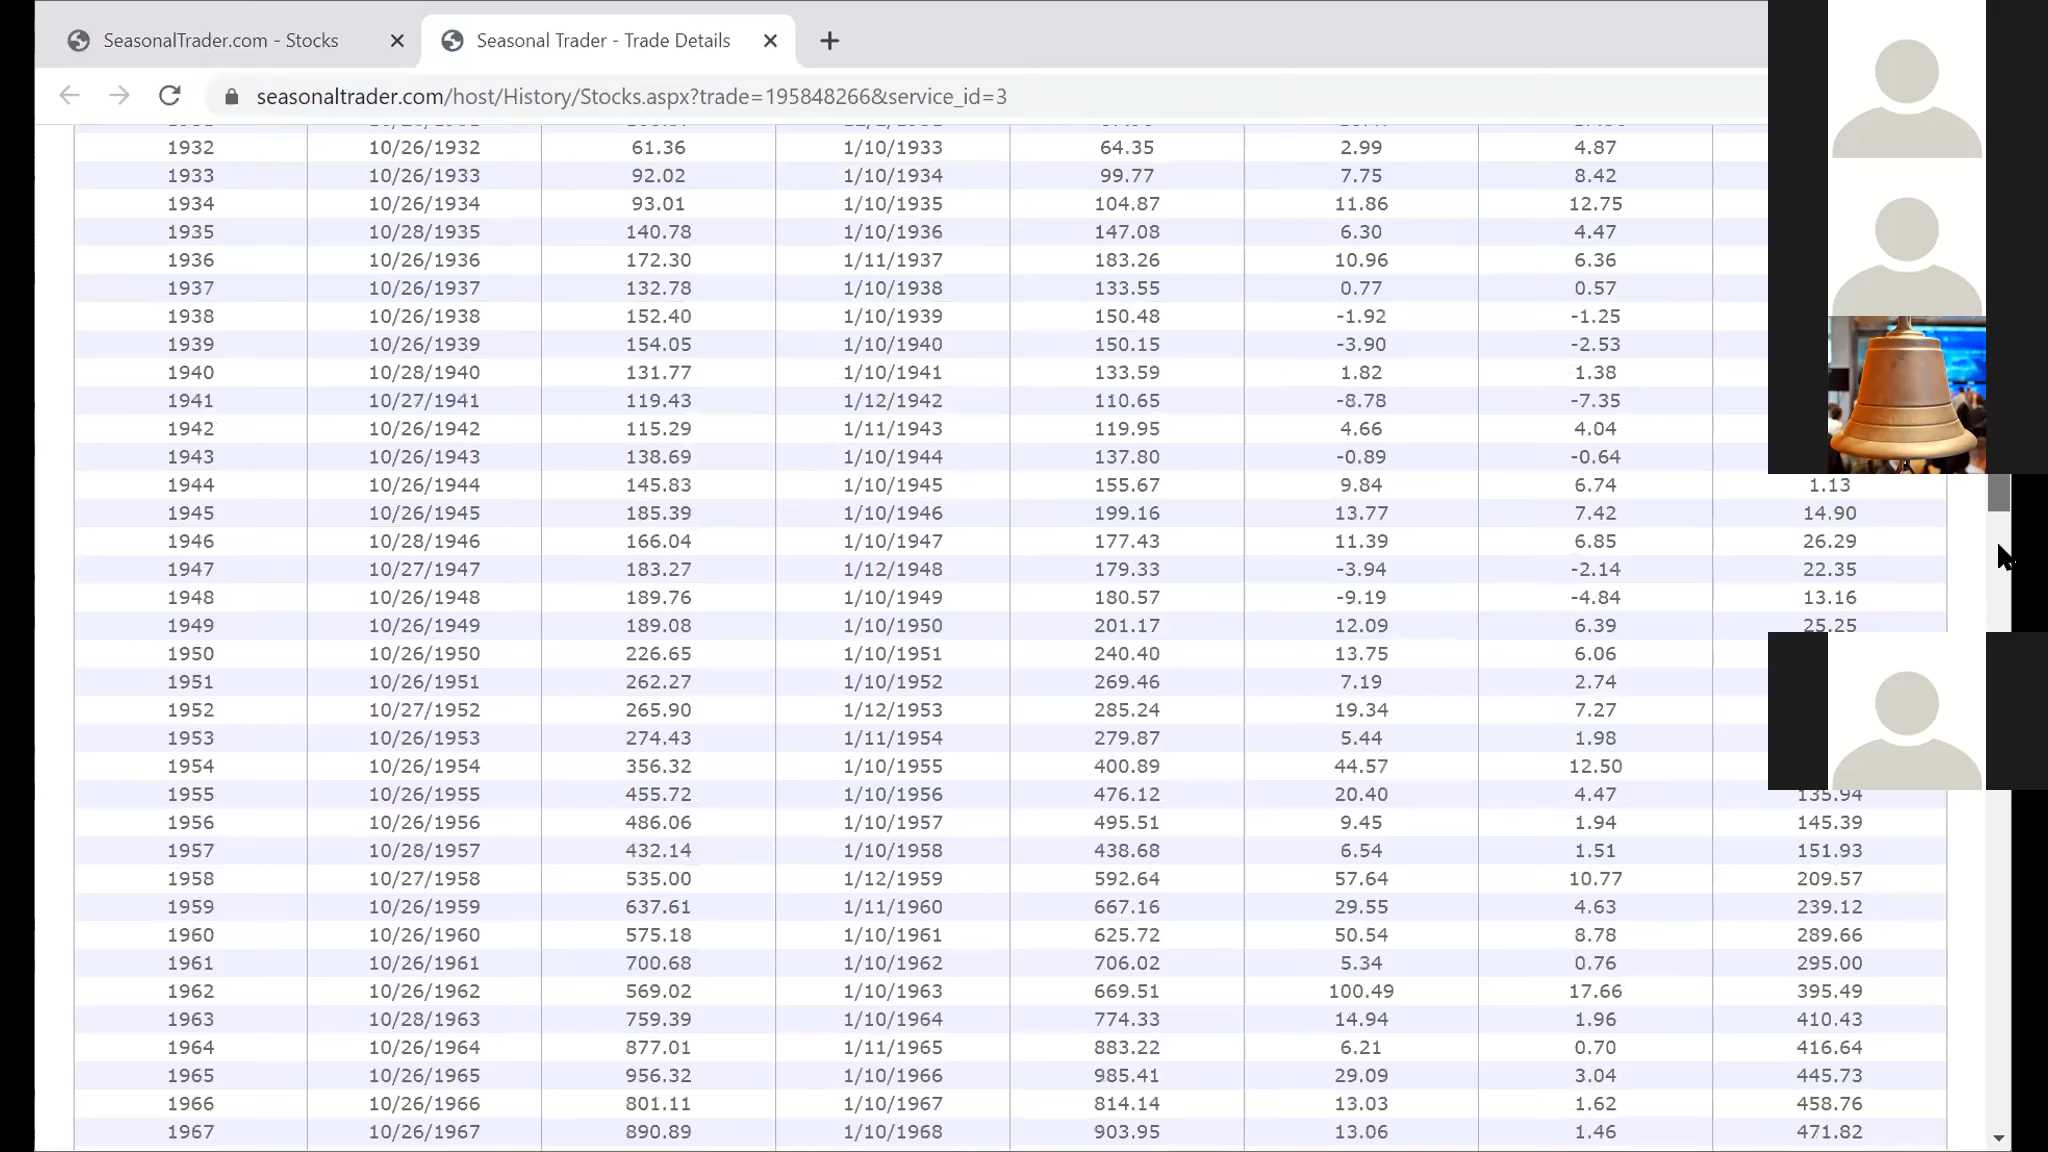 SeasonalTrader.com - Stocks
Seasonal Trader - Trade Details
seasonaltrader.com/host/History/Stocks.aspx?trade=195848266&service_id=3
1932 10/26/1932 61.36 1/10/1933 64.35 2.99 4.87
1933 10/26/1933 92.02 1/10/1934 99.77 7.75 8.42
1934 10/26/1934 93.01 1/10/1935 104.87 11.86 12.75
1935 10/28/1935 140.78 1/10/1936 147.08 6.30 4.47
1936 10/26/1936 172.30 1/11/1937 183.26 10.96 6.36
1937 10/26/1937 132.78 1/10/1938 133.55 0.77 0.57
1938 10/26/1938 152.40 1/10/1939 150.48 -1.92 -1.25
1939 10/26/1939 154.05 1/10/1940 150.15 -3.90 -2.53
1940 10/28/1940 131.77 1/10/1941 133.59 1.82 1.38
1941 10/27/1941 119.43 1/12/1942 110.65 -8.78 -7.35
1942 10/26/1942 115.29 1/11/1943 119.95 4.66 4.04
1943 10/26/1943 138.69 1/10/1944 137.80 -0.89 -0.64
1944 10/26/1944 145.83 1/10/1945 155.67 9.84 6.74 1.13
1945 10/26/1945 185.39 1/10/1946 199.16 13.77 7.42 14.90
1946 10/28/1946 166.04 1/10/1947 177.43 11.39 6.85 26.29
1947 10/27/1947 183.27 1/12/1948 179.33 -3.94 -2.14 22.35
1948 10/26/1948 189.76 1/10/1949 180.57 -9.19 -4.84 13.16
1949 10/26/1949 189.08 1/10/1950 201.17 12.09 6.39 25.25
1950 10/26/1950 226.65 1/10/1951 240.40 13.75 6.06
1951 10/26/1951 262.27 1/10/1952 269.46 7.19 2.74
1952 10/27/1952 265.90 1/12/1953 285.24 19.34 7.27
1953 10/26/1953 274.43 1/11/1954 279.87 5.44 1.98
1954 10/26/1954 356.32 1/10/1955 400.89 44.57 12.50
1955 10/26/1955 455.72 1/10/1956 476.12 20.40 4.47 135.94
1956 10/26/1956 486.06 1/10/1957 495.51 9.45 1.94 145.39
1957 10/28/1957 432.14 1/10/1958 438.68 6.54 1.51 151.93
1958 10/27/1958 535.00 1/12/1959 592.64 57.64 10.77 209.57
1959 10/26/1959 637.61 1/11/1960 667.16 29.55 4.63 239.12
1960 10/26/1960 575.18 1/10/1961 625.72 50.54 8.78 289.66
1961 10/26/1961 700.68 1/10/1962 706.02 5.34 0.76 295.00
1962 10/26/1962 569.02 1/10/1963 669.51 100.49 17.66 395.49
1963 10/28/1963 759.39 1/10/1964 774.33 14.94 1.96 410.43
1964 10/26/1964 877.01 1/11/1965 883.22 6.21 0.70 416.64
1965 10/26/1965 956.32 1/10/1966 985.41 29.09 3.04 445.73
1966 10/26/1966 801.11 1/10/1967 814.14 13.03 1.62 458.76
1967 10/26/1967 890.89 1/10/1968 903.95 13.06 1.46 471.82